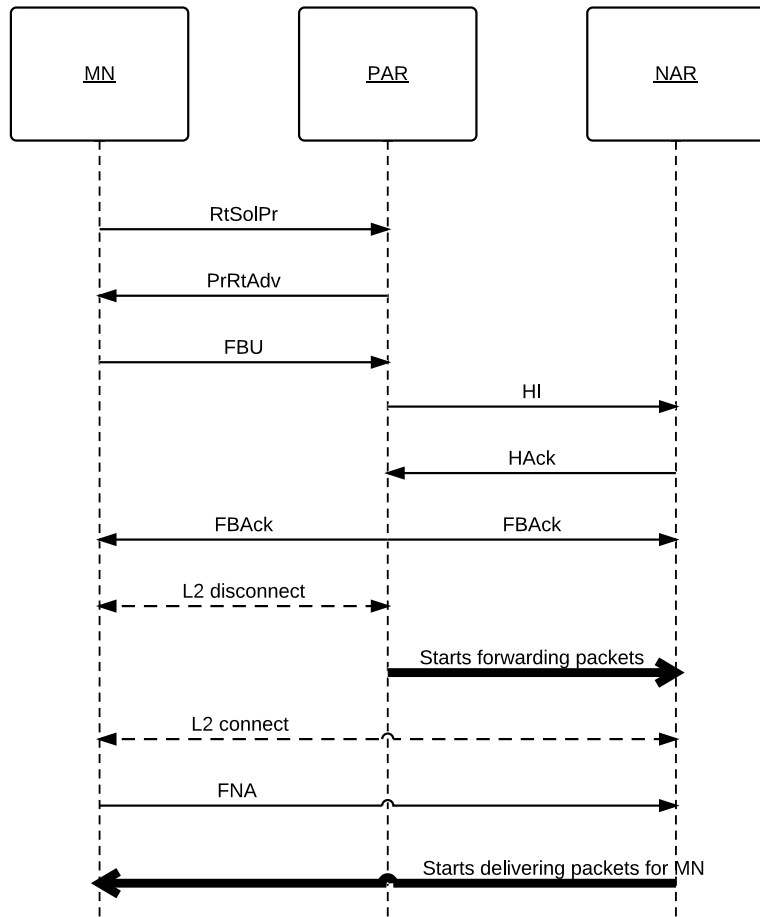 MN
PAR
NAR
RtSolPr
PrRtAdv
FBU
HI
HAck
FBAck
FBAck
L2 disconnect
Starts forwarding packets
L2 connect
FNA
Starts delivering packets for MN